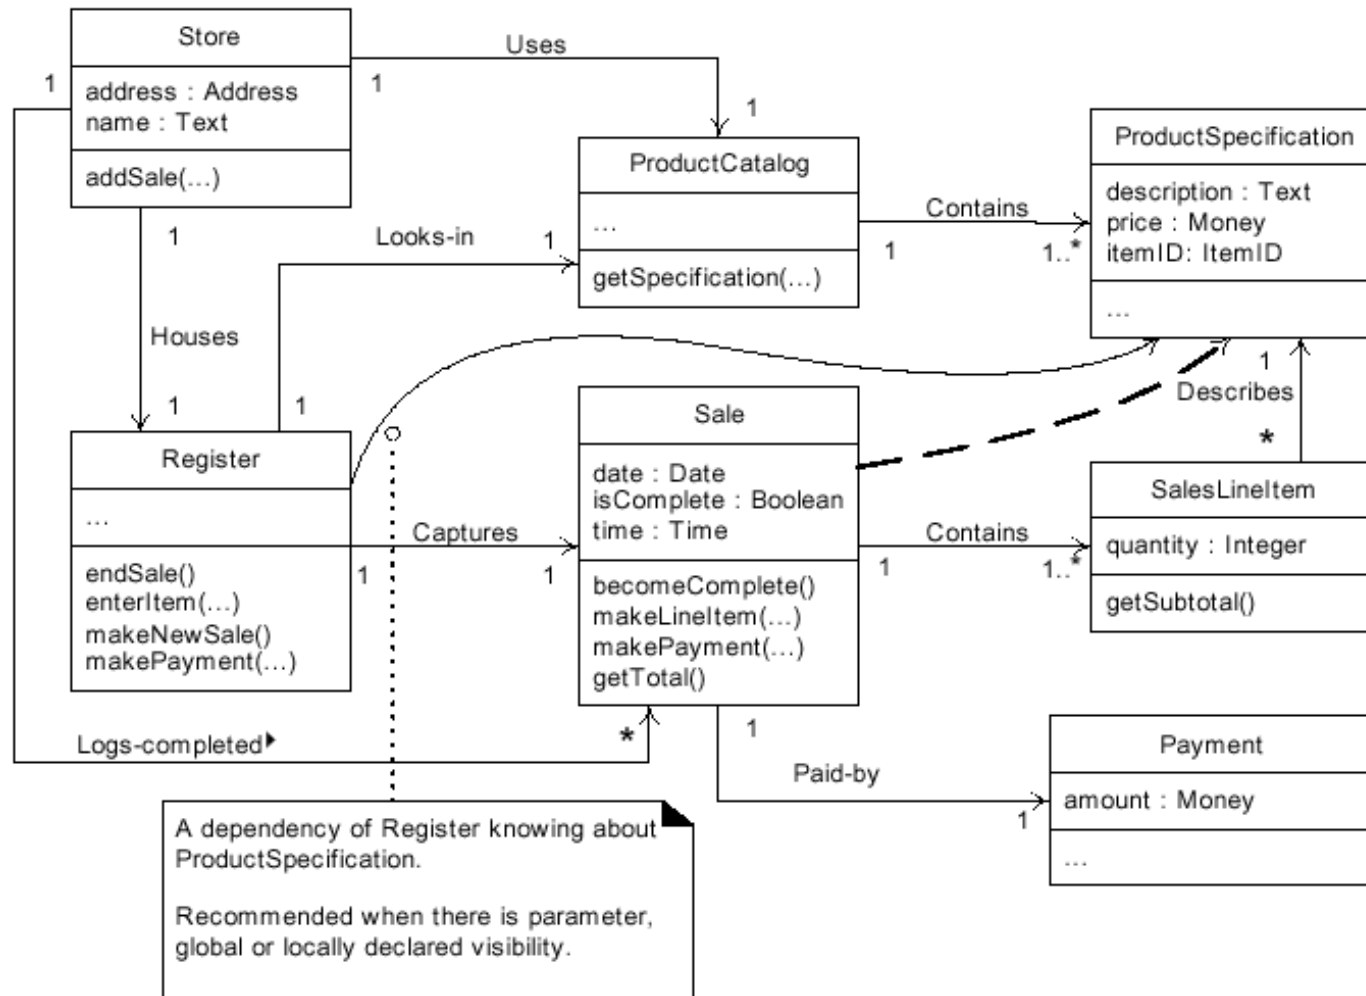 Store
address : Address
name : Text
addSale(...)
1
1
Uses
1
ProductCatalog
...
getSpecification(...)
Contains
1
1..*
ProductSpecification
description : Text
price : Money
itemID: ItemID
...
1
Looks-in
1
Houses
1
1
Register
...
endSale()
enterItem(...)
makeNewSale()
makePayment(...)
Captures
1
1
Sale
date : Date
isComplete : Boolean
time : Time
becomeComplete()
makeLineItem(...)
makePayment(...)
getTotal()
1
Describes
*
SalesLineItem
quantity : Integer
getSubtotal()
Contains
1
1..*
Logs-completed
*
1
Paid-by
1
Payment
amount : Money
...
A dependency of Register knowing about
ProductSpecification.
Recommended when there is parameter,
global or locally declared visibility.